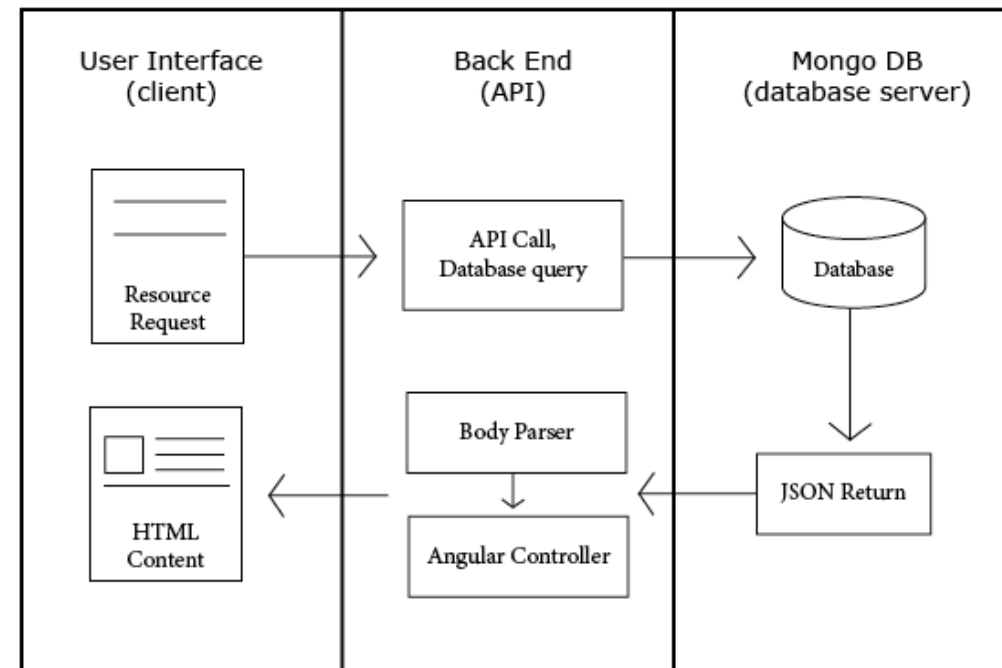 User Interface
(client)
Back End
(API)
Mongo DB
(database server)
Resource
Request
API Call,
Database query
Database
HTML
Content
Body Parser
Angular Controller
JSON Return